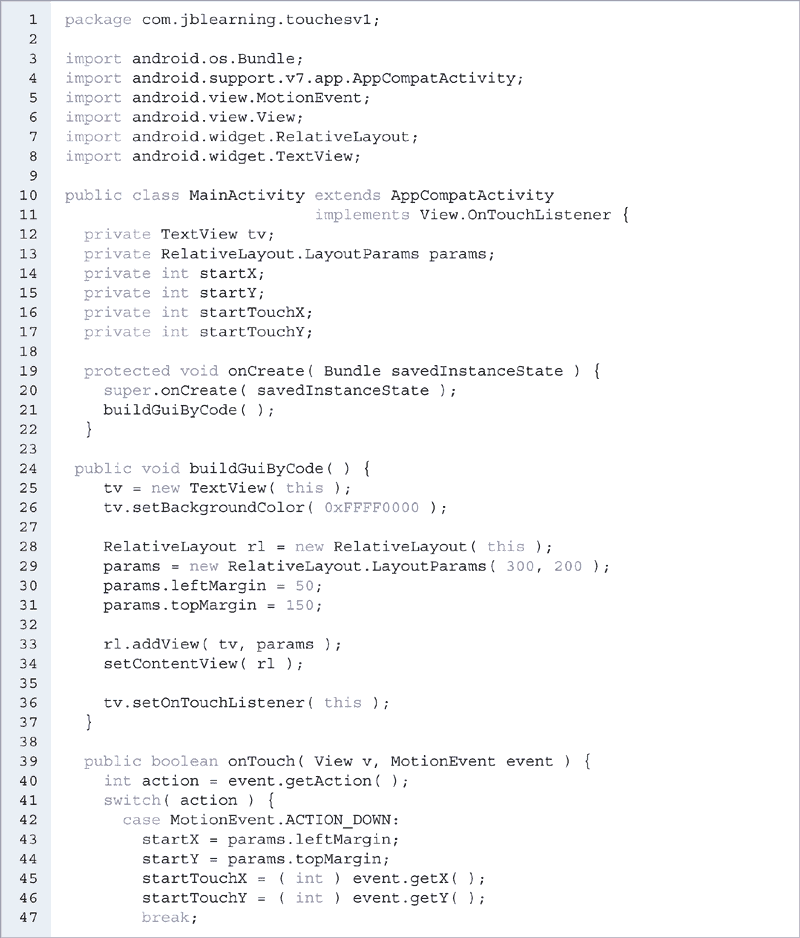 1 package com.jblearning.touchesv1;
2
3 import android.os.Bundle;
4 import android.support.v7.app.AppCompatActivity;
5 import android.view.MotionEvent;
6 import android.view.View;
7 import android.widget.RelativeLayout;
8 import android.widget.TextView;
9
10 public class MainActivity extends AppCompatActivity
11                           implements View.OnTouchListener {
12   private TextView tv;
13   private RelativeLayout.LayoutParams params;
14   private int startX;
15   private int startY;
16   private int startTouchX;
17   private int startTouchY;
18
19   protected void onCreate( Bundle savedInstanceState ) {
20     super.onCreate( savedInstanceState );
21     buildGuiByCode( );
22   }
23
24  public void buildGuiByCode( ) {
25     tv = new TextView( this );
26     tv.setBackgroundColor( 0xFFFF0000 );
27
28     RelativeLayout rl = new RelativeLayout( this );
29     params = new RelativeLayout.LayoutParams( 300, 200 );
30     params.leftMargin = 50;
31     params.topMargin = 150;
32
33     rl.addView( tv, params );
34     setContentView( rl );
35
36     tv.setOnTouchListener( this );
37   }
38
39   public boolean onTouch( View v, MotionEvent event ) {
40     int action = event.getAction( );
41     switch( action ) {
42       case MotionEvent.ACTION_DOWN:
43         startX = params.leftMargin;
44         startY = params.topMargin;
45         startTouchX = ( int ) event.getX( );
46         startTouchY = ( int ) event.getY( );
47         break;